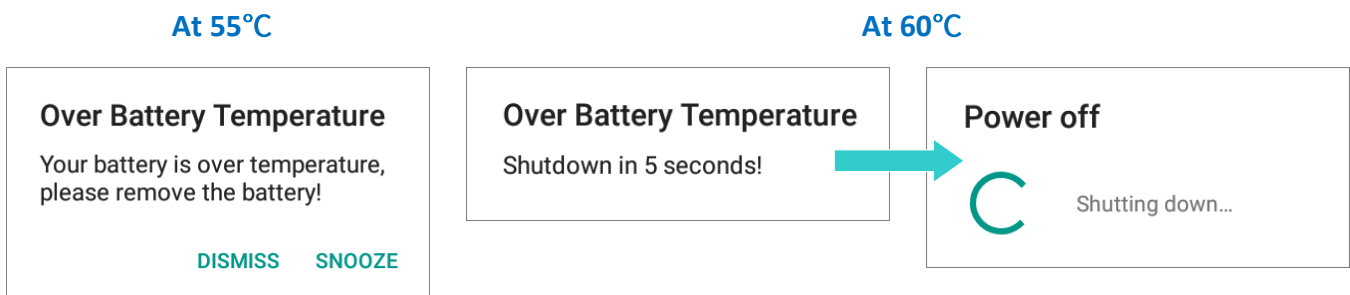 At 55℃
Over Battery Temperature
Your battery is over temperature,
please remove the battery!
DISMISS SNOOZE
At 60℃
Over Battery Temperature
Shutdown in 5 seconds!
Power off
Shutting down...